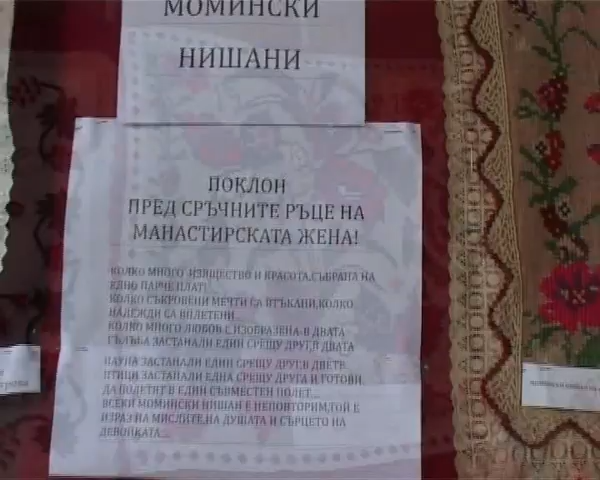 МОМИНСКИ
НИШАНИ
ПОКЛОН
ПРЕД СРЪЧНИТЕ РЪЦЕ НА
МАНАСТИРСКАТА ЖЕНА!
КОЛКО МНОГО ИЗЯЩЕСТВО И КРАСОТА,СЪБРАНА НА
ЕДНО ПАРЧЕ ПЛАТ!
КОЛКО СЪКРОВЕНИ МЕЧТИ СА ВТЪКАНИ,КОЛКО
НАДЕЖДИ СА ВПЛЕТЕНИ
КОЛКО МНОГО ЛЮБОВ Е ИЗОБРАЗЕНА В ДВАТА
ГЪЛЪБА ЗАСТАНАЛИ ЕДИН СРЕЩУ ДРУГ,В ДВАТА
ПАУНА ЗАСТАНАЛИ ЕДИН СРЕЩУ ДРУГ,В ДВЕТЕ
ПТИЦИ ЗАСТАНАЛИ ЕДНА СРЕЩУ ДРУГА И ГОТОВИ
ДА ПОЛЕТЯТ В ЕДИН СЪВМЕСТЕН ПОЛЕТ...
ВСЕКИ МОМИНСКИ НИШАН Е НЕПОВТОРИМ,ТОЙ Е
ИЗРАЗ НА МИСЛИТЕ,НА ДУШАТА И СЪРЦЕТО НА
ДЕВОЙКАТА...